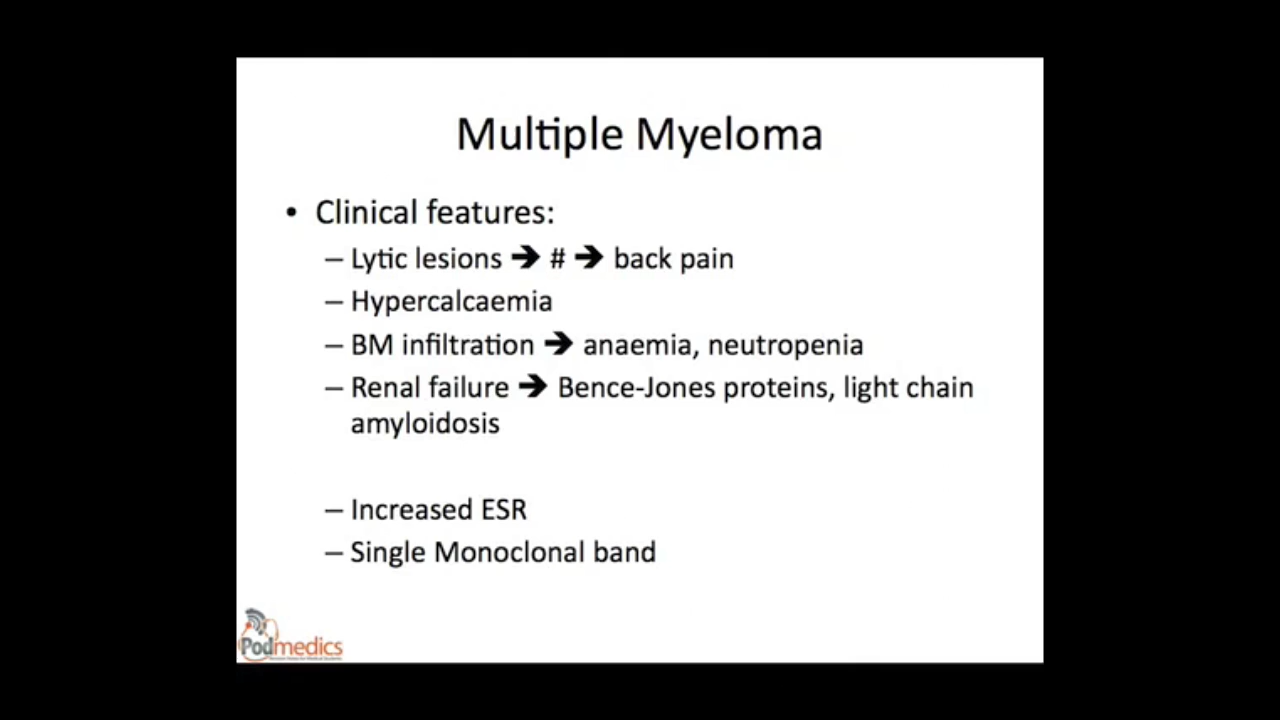 Multiple Myeloma
• Clinical features:
– Lytic lesions ➔ # ➔ back pain
– Hypercalcaemia
– BM infiltration ➔ anaemia, neutropenia
– Renal failure ➔ Bence-Jones proteins, light chain
amyloidosis
– Increased ESR
– Single Monoclonal band
Podmedics